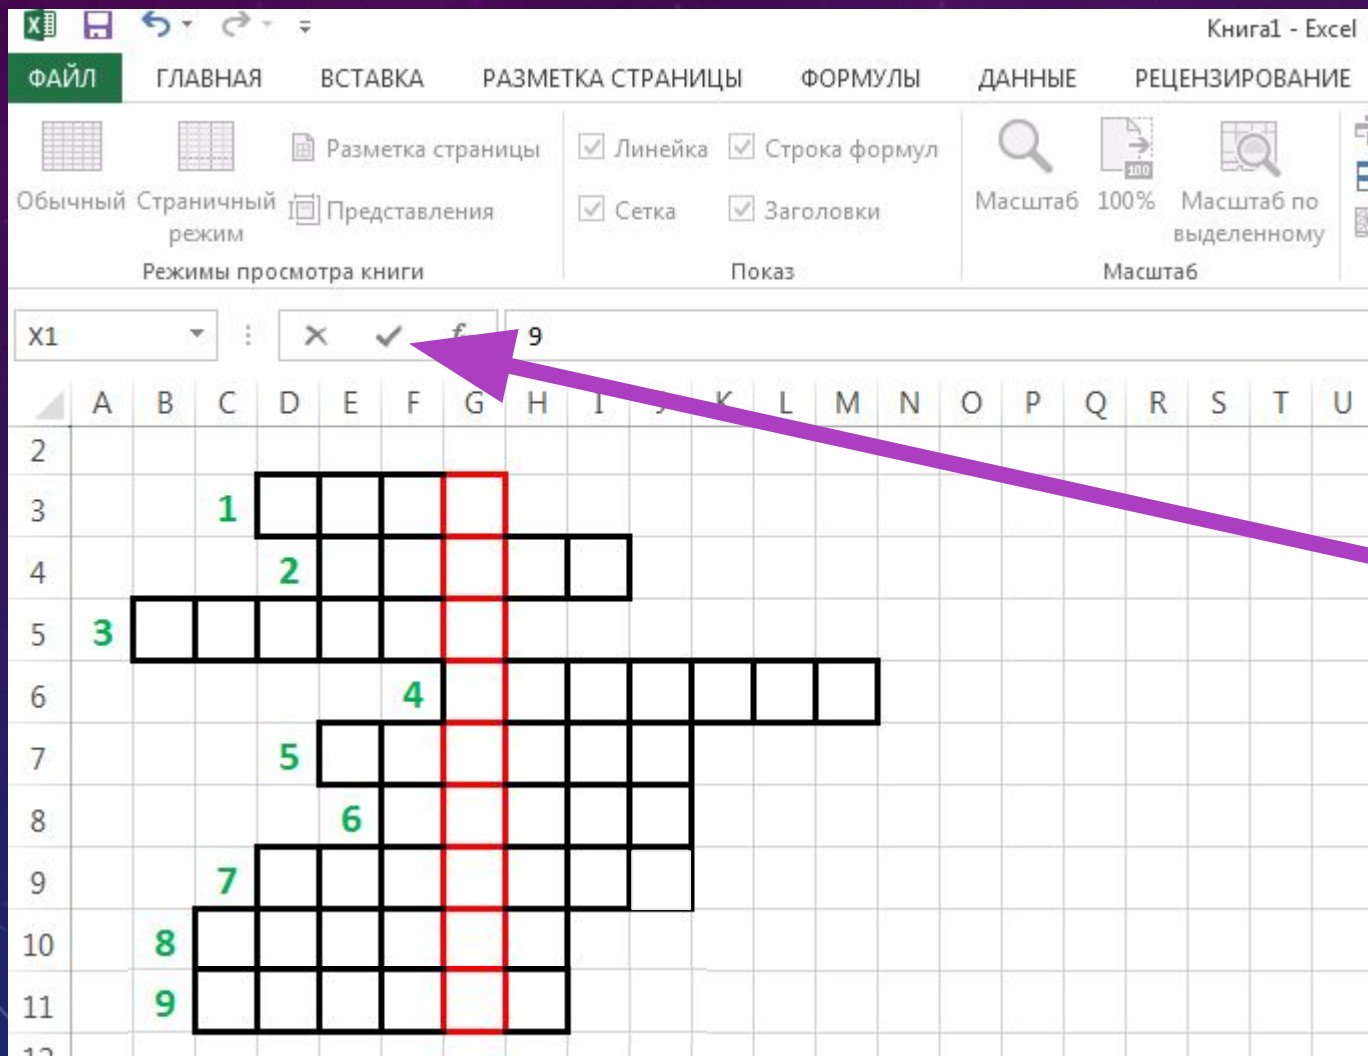 Книга1 - Excel
ФАЙЛ ГЛАВНАЯ ВСТАВКА РАЗМЕТКА СТРАНИЦЫ ФОРМУЛЫ ДАННЫЕ РЕЦЕНЗИРОВАНИЕ
Обычный Страничный режим Разметка страницы Представления
Режимы просмотра книги
Линейка Строка формул
Сетка Заголовки
Показ
Масштаб 100% Масштаб по выделенному
Масштаб
X1 9
A B C D E F G H I J K L M N O P Q R S T U
2
3 1
4 2
5 3
6 4
7 5
8 6
9 7
10 8
11 9
12